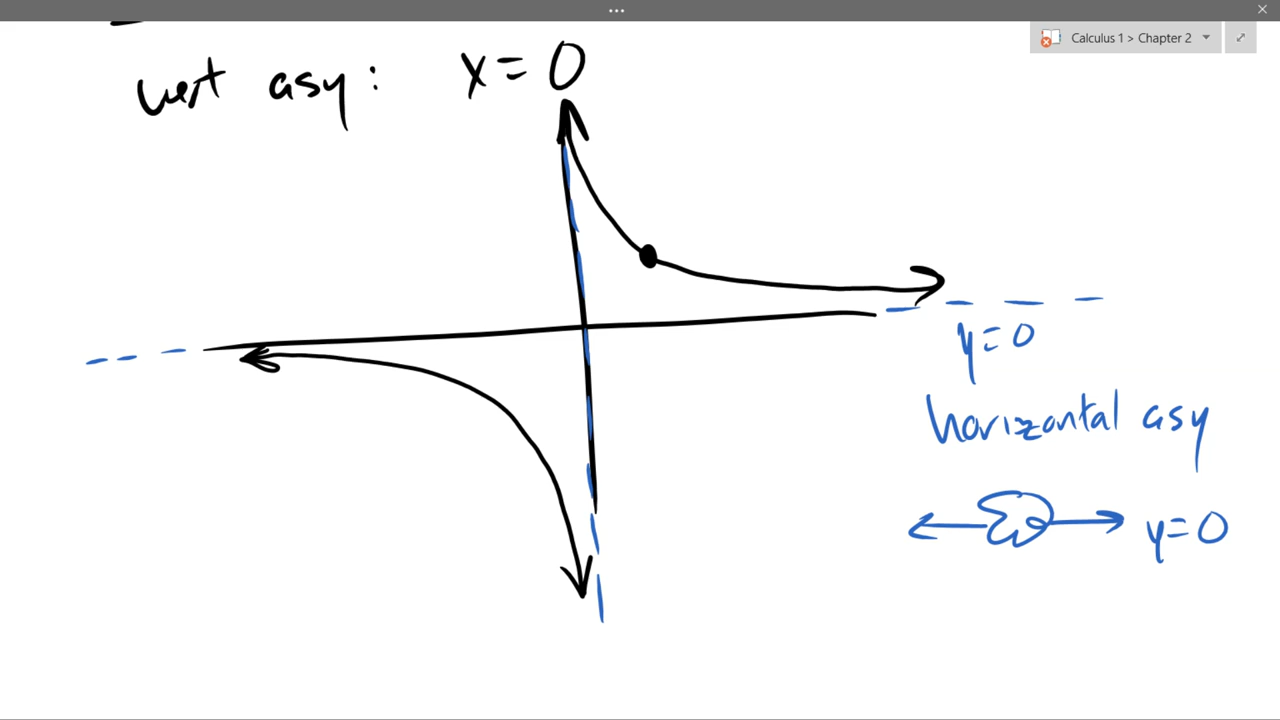 Calculus 1 > Chapter 2
vert asy: x = 0
y = 0
horizontal asy
y = 0